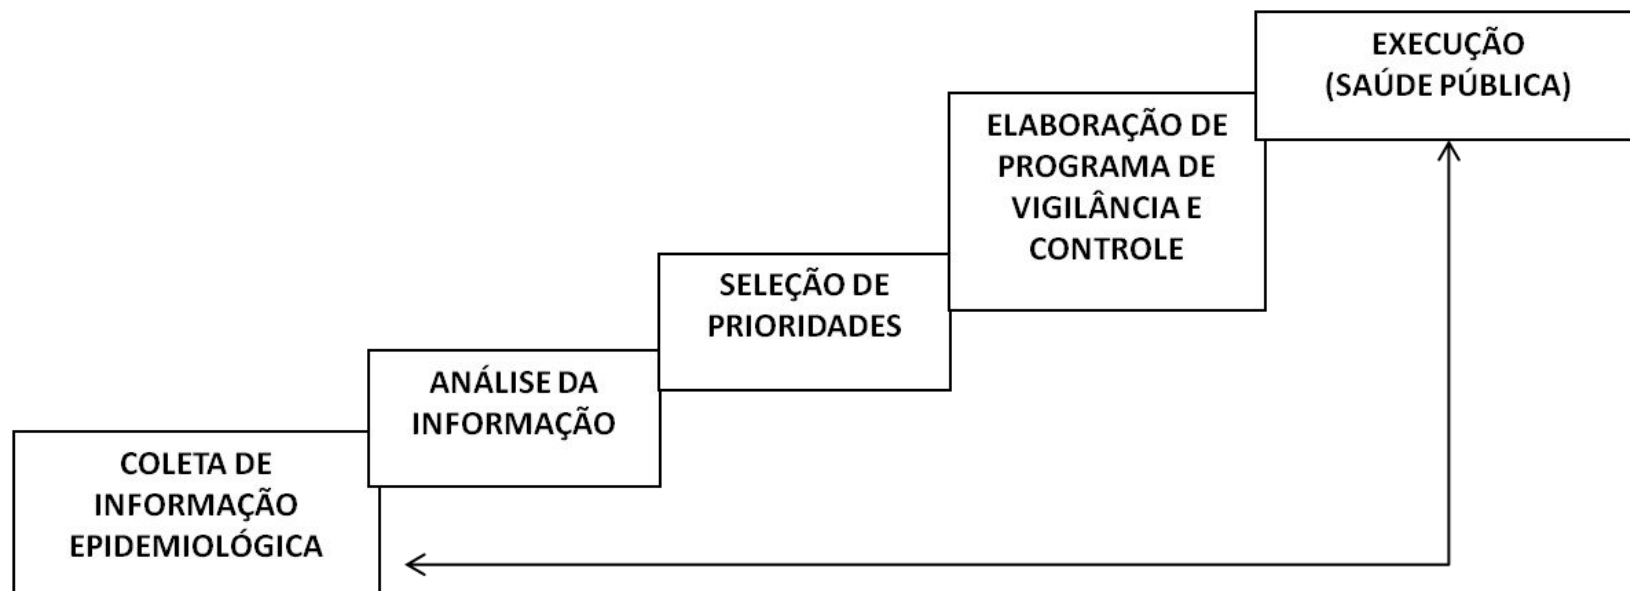 EXECUÇÃO
(SAÚDE PÚBLICA)
ELABORAÇÃO DE
PROGRAMA DE
VIGILÂNCIA E
CONTROLE
SELEÇÃO DE
PRIORIDADES
ANÁLISE DA
INFORMAÇÃO
COLETA DE
INFORMAÇÃO
EPIDEMIOLÓGICA